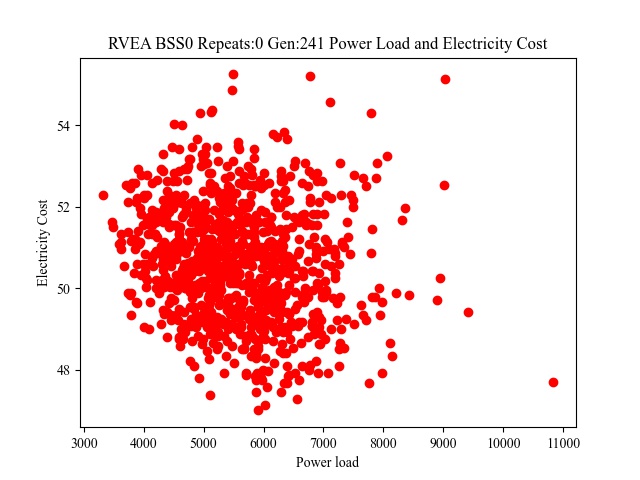 RVEA BSS0 Repeats:0 Gen:241 Power Load and Electricity Cost
54
52
50
48
Electricity Cost
3000 4000 5000 6000 7000 8000 9000 10000 11000
Power load